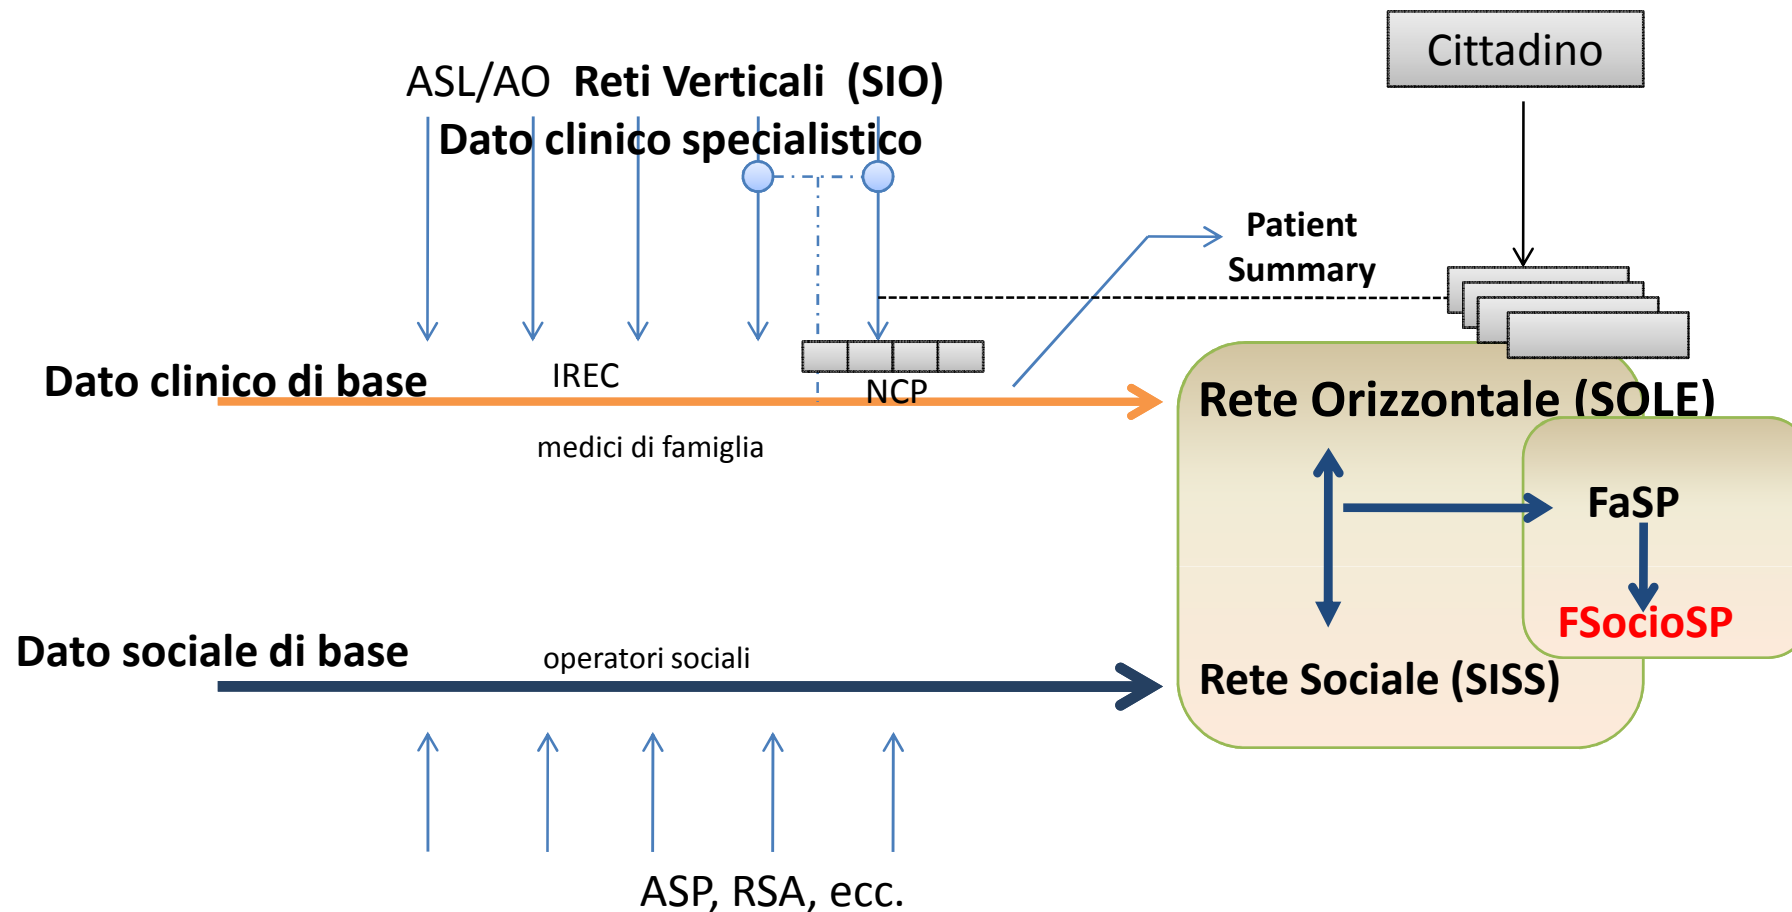 Cittadino
ASL/AO Reti Verticali (SIO)
Dato clinico specialistico
Patient
Summary
Dato clinico di base
IREC
NCP
Rete Orizzontale (SOLE)
medici di famiglia
FaSP
FSocioSP
Dato sociale di base
operatori sociali
Rete Sociale (SISS)
ASP, RSA, ecc.